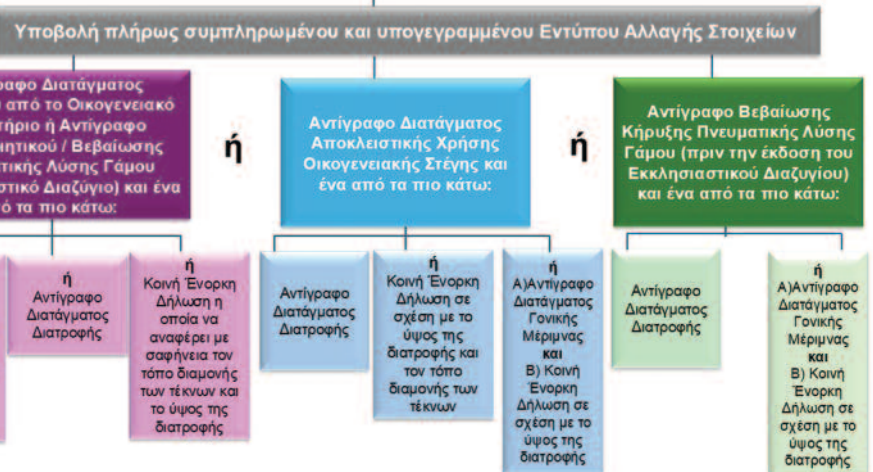 Υποβολή πλήρως συμπληρωμένου και υπογεγραμμένου Εντύπου Αλλαγής Στοιχείων
Διατάγματος
από το Οικογενειακό
ή Αντίγραφο
/ Βεβαίωσης
Λύσης Γάμου
Διαζύγιο) και ένα
τα πιο κάτω:
ή
Αντίγραφο Διατάγματος
Αποκλειστικής Χρήσης
Οικογενειακής Στέγης και
ένα από τα πιο κάτω:
ή
Αντίγραφο Βεβαίωσης
Κήρυξης Πνευματικής Λύσης
Γάμου (πριν την έκδοση του
Εκκλησιαστικού Διαζυγίου)
και ένα από τα πιο κάτω:
ή
Αντίγραφο
Διατάγματος
Διατροφής
ή
Κοινή Ένορκη
Δήλωση η
οποία να
αναφέρει με
σαφήνεια τον
τόπο διαμονής
των τέκνων και
το ύψος της
διατροφής
Αντίγραφο
Διατάγματος
Διατροφής
ή
Κοινή Ένορκη
Δήλωση σε
σχέση με το
ύψος της
διατροφής και
τον τόπο
διαμονής των
τέκνων
ή
Α)Αντίγραφο
Διατάγματος
Γονικής
Μέριμνας
και
Β) Κοινή
Ένορκη
Δήλωση σε
σχέση με το
ύψος της
διατροφής
Αντίγραφο
Διατάγματος
Διατροφής
ή
Α)Αντίγραφο
Διατάγματος
Γονικής
Μέριμνας
και
Β) Κοινή
Ένορκη
Δήλωση σε
σχέση με το
ύψος της
διατροφής